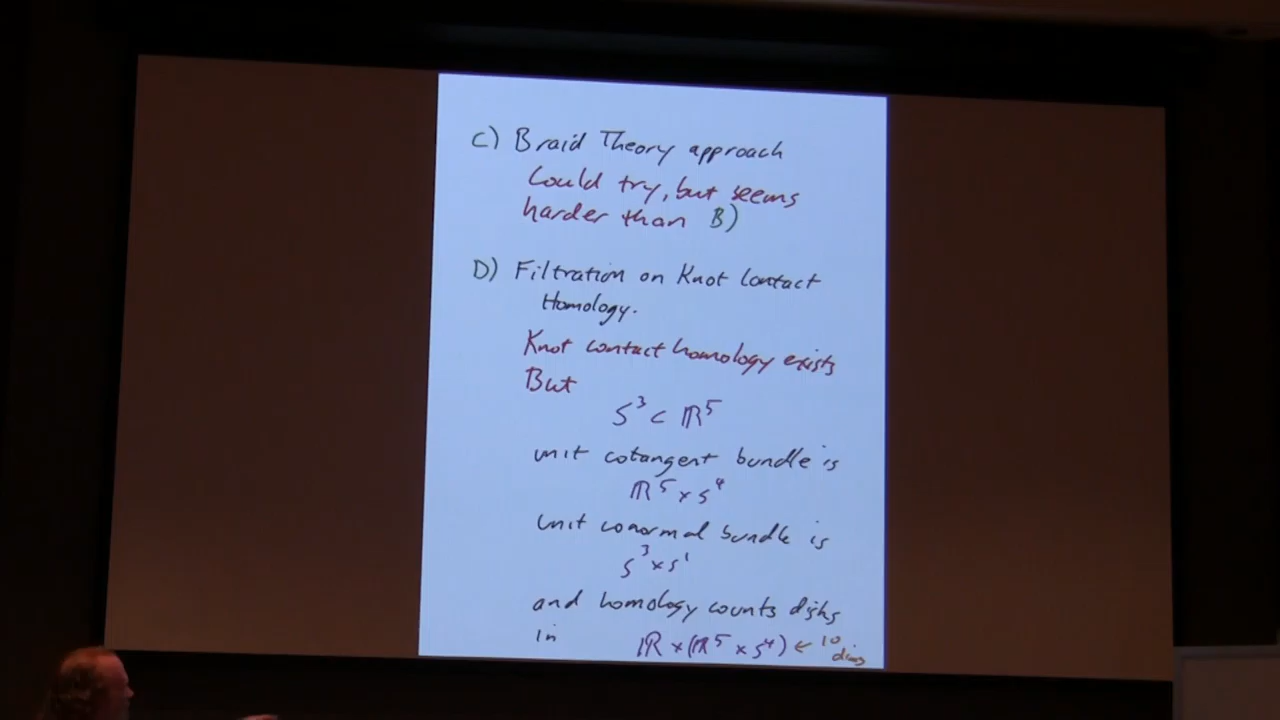 C) Braid Theory approach
Could try, but seems
harder than B)
D) Filtration on Knot Contact
Homology.
Knot contact homology exists
But
S³ ⊂ ℝ⁵
unit cotangent bundle is
ℝ⁵ × S⁴
unit conormal bundle is
S³ × S¹
and homology counts disks
in ℝ × (ℝ⁵ × S⁴) ← 10
dim